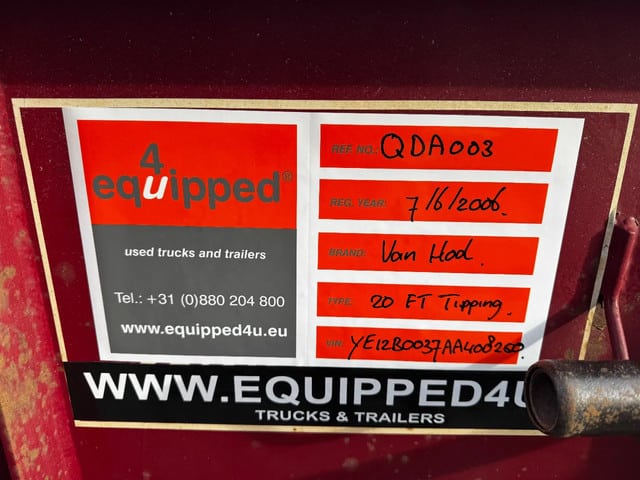 4
equipped®
used trucks and trailers
Tel.: +31 (0)880 204 800
www.equipped4u.eu
REF NO.: QDA003
REG. YEAR: 7/6/2006.
BRAND: Van Hool.
TYPE: 20 FT Tipping.
VIN: YE12B0037AA408260.
WWW.EQUIPPED4U
TRUCKS & TRAILERS